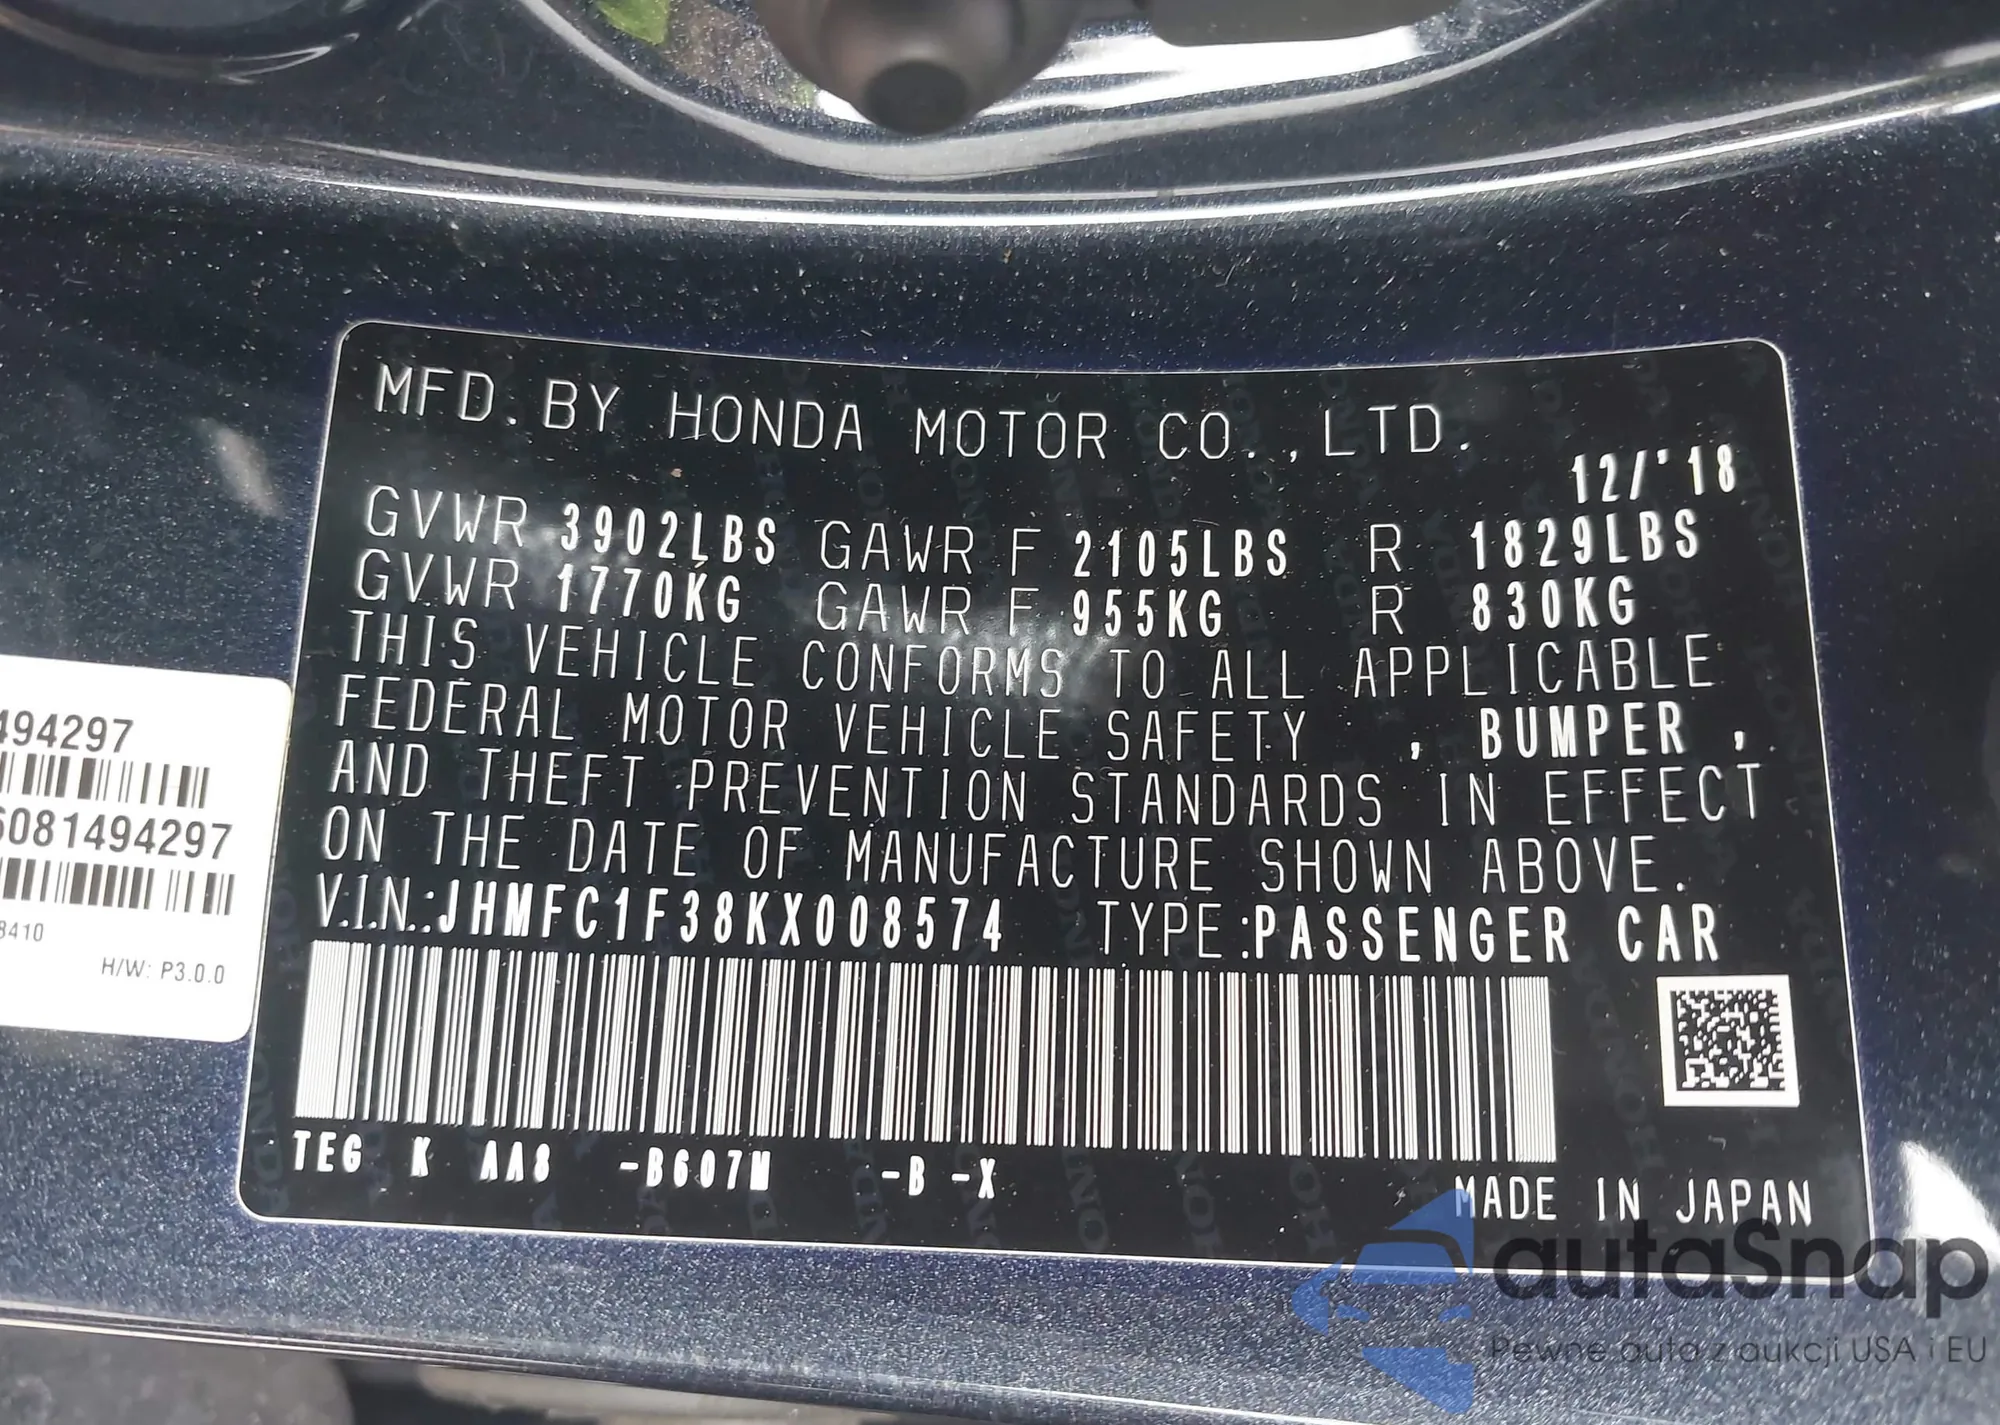 MFD. BY HONDA MOTOR CO., LTD.
12/'18
GVWR 3902LBS GAWR F 2105LBS R 1829LBS
GVWR 1770KG GAWR F 955KG R 830KG
THIS VEHICLE CONFORMS TO ALL APPLICABLE
FEDERAL MOTOR VEHICLE SAFETY , BUMPER ,
AND THEFT PREVENTION STANDARDS IN EFFECT
ON THE DATE OF MANUFACTURE SHOWN ABOVE.
V.I.N.:JHMFC1F38KX008574 TYPE:PASSENGER CAR
TEG K AA8 -B607M -B -X
MADE IN JAPAN
494297
6081494297
8410
H/W: P3.0.0
autaSnap
Pewne auto z aukcji USA i EU